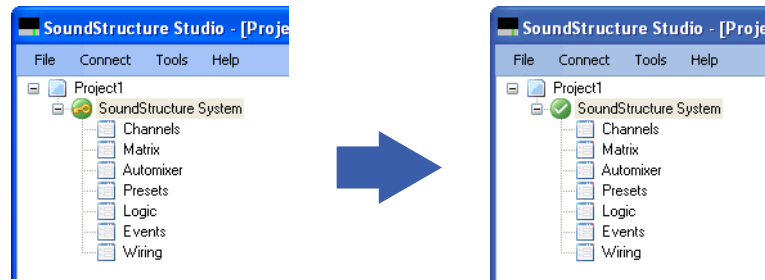 SoundStructure Studio - [Proje
File Connect Tools Help
Project1
SoundStructure System
Channels
Matrix
Automixer
Presets
Logic
Events
Wiring
SoundStructure Studio - [Proje
File Connect Tools Help
Project1
SoundStructure System
Channels
Matrix
Automixer
Presets
Logic
Events
Wiring